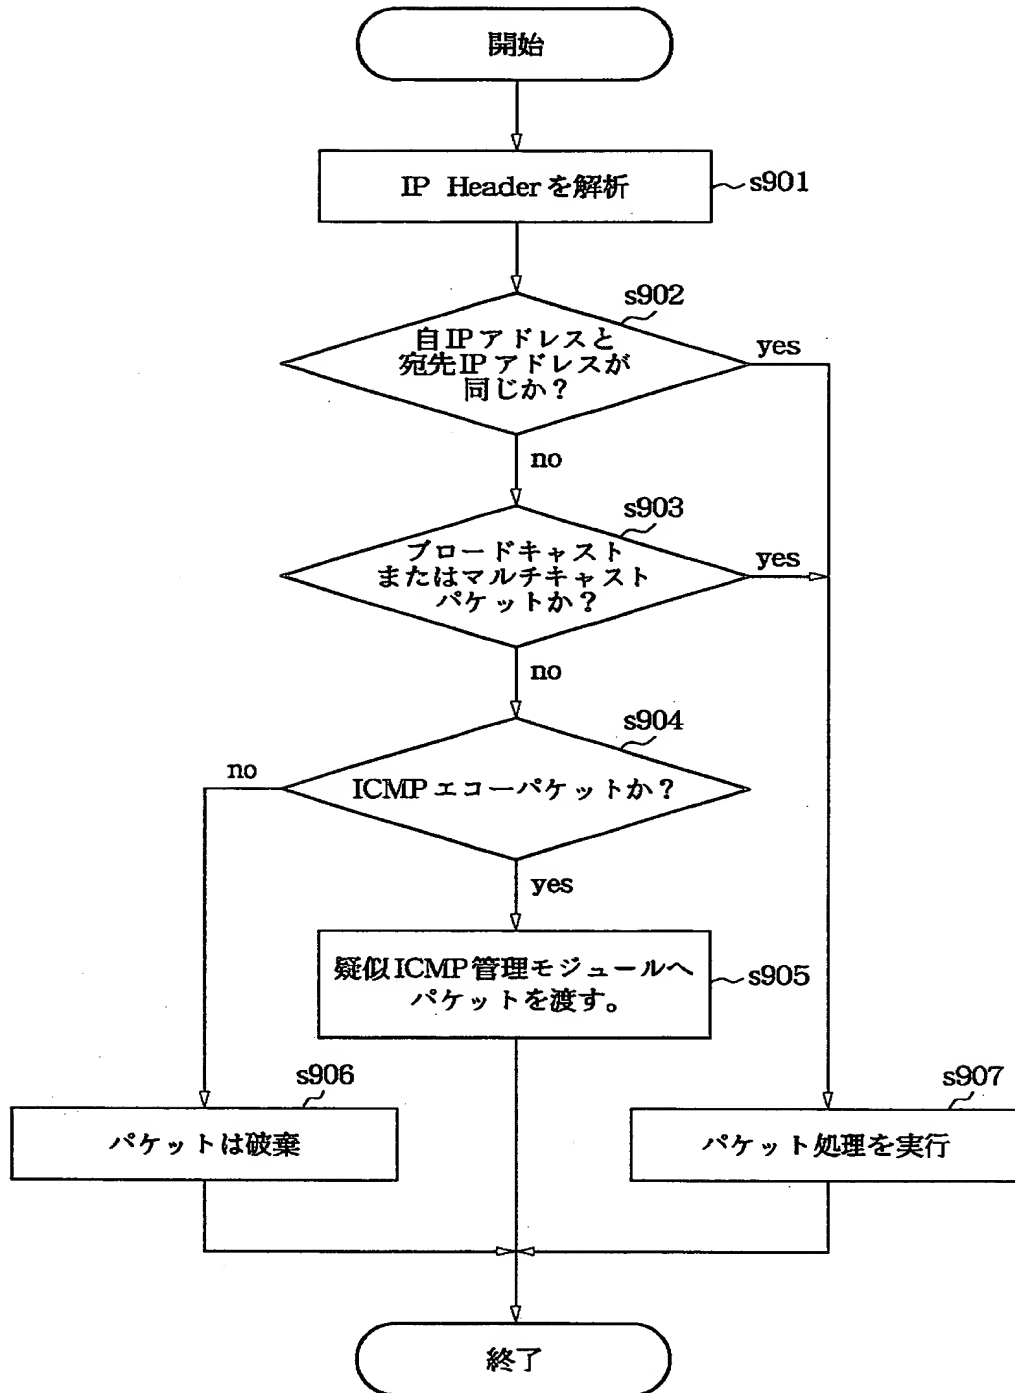 開始
IP Headerを解析
s901
s902
自IPアドレスと
宛先IPアドレスが
同じか?
yes
no
s903
ブロードキャスト
またはマルチキャスト
パケットか?
yes
no
s904
no
ICMPエコーパケットか?
yes
疑似ICMP管理モジュールへ
パケットを渡す。
s905
s906
パケットは破棄
s907
パケット処理を実行
終了